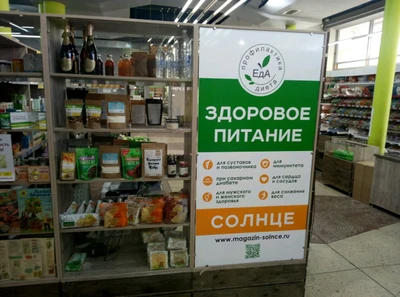 профилактика
ЕдА
диета
ЗДОРОВОЕ
ПИТАНИЕ
для суставов
и позвоночника
для
иммунитета
при сахарном
диабете
для сердца
и сосудов
для мужского
и женского
здоровья
для снижения
веса
СОЛНЦЕ
www.magazin-solnce.ru